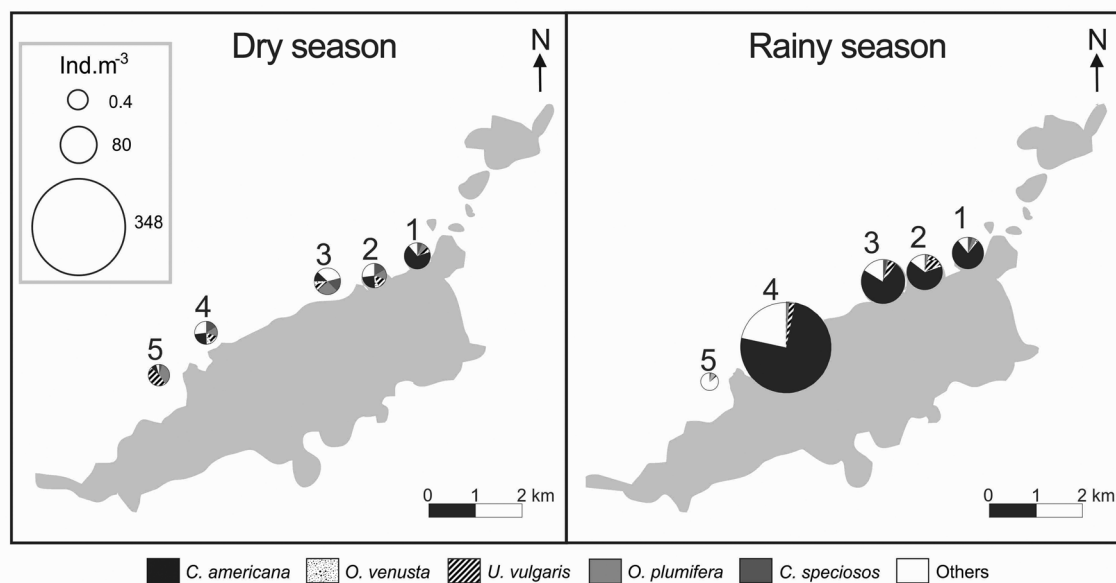 Dry season
N
Ind.m-3
0.4
80
348
1
2
3
4
5
0 1 2 km
Rainy season
N
1
2
3
4
5
0 1 2 km
C. americana O. venusta U. vulgaris O. plumifera C. speciosos Others